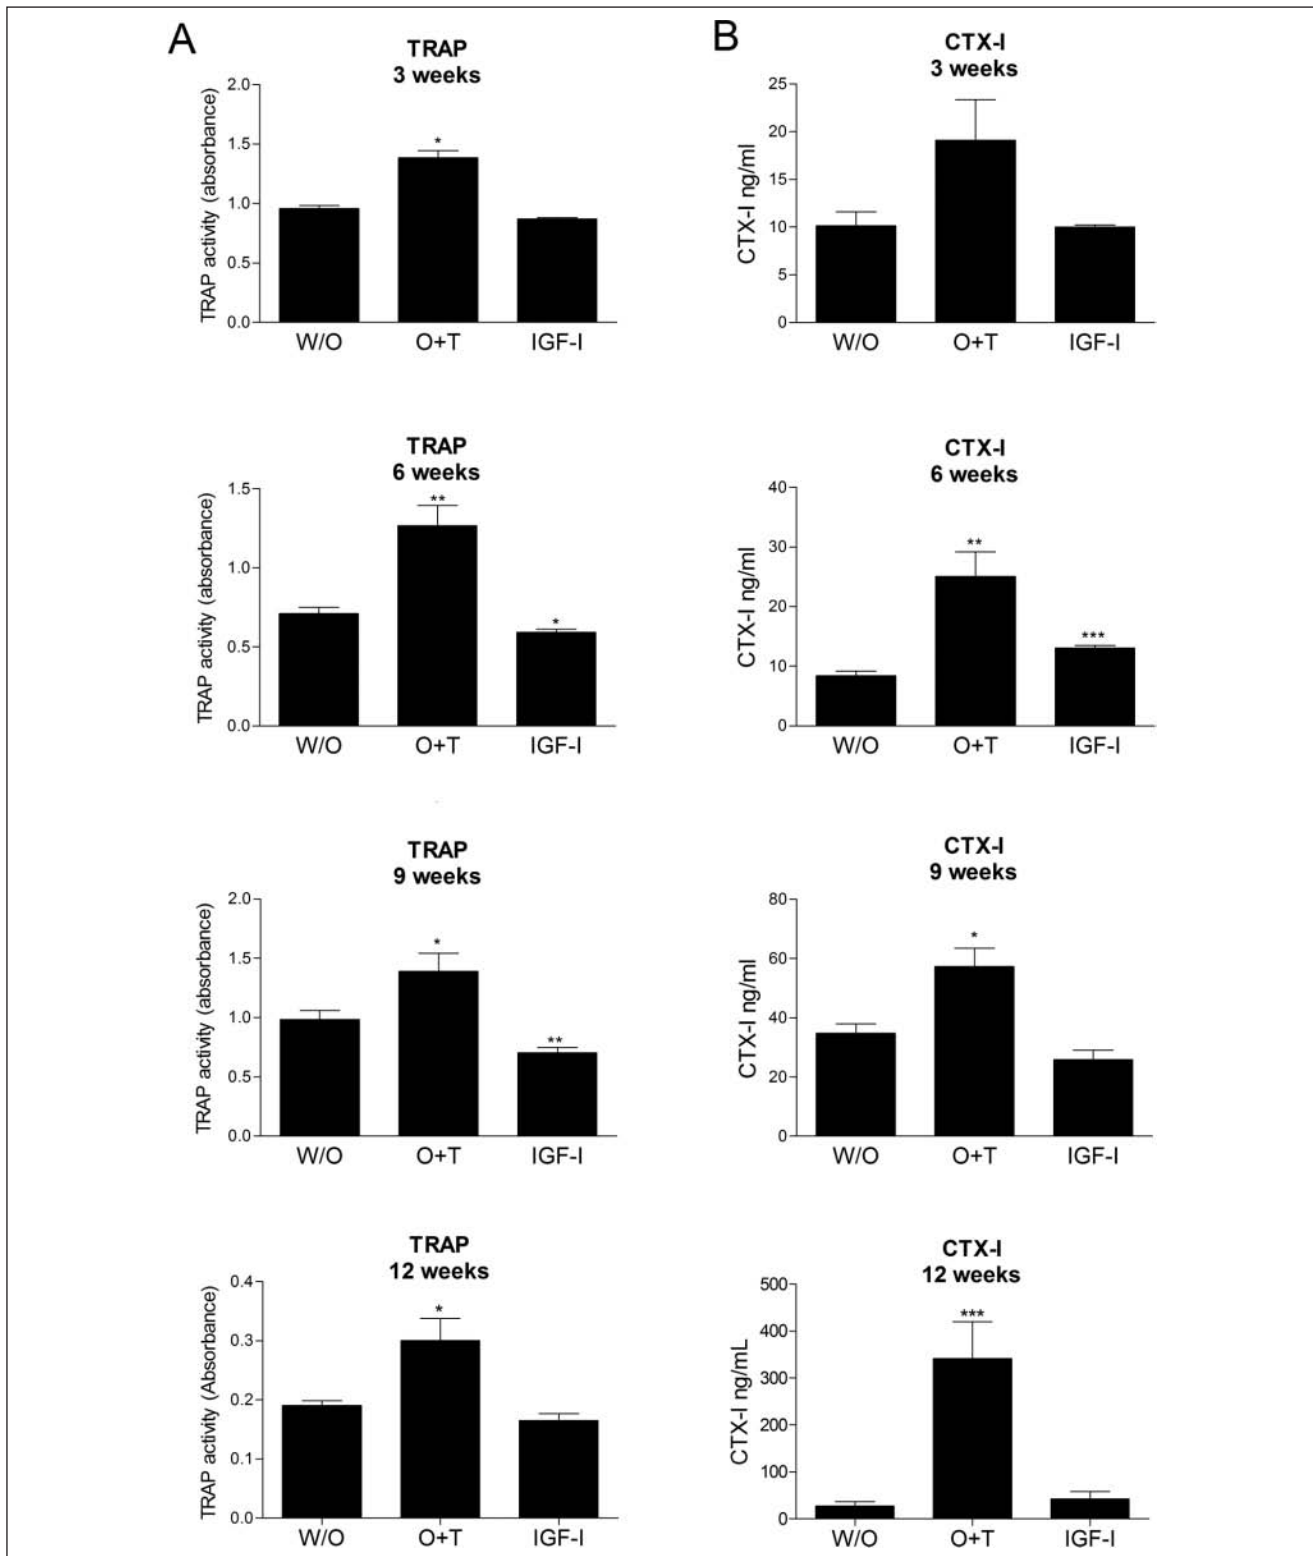 A
TRAP
3 weeks
TRAP activity (absorbance)
2.0
1.5
1.0
0.5
0.0
*
W/O O+T IGF-I
B
CTX-I
3 weeks
CTX-I ng/ml
25
20
15
10
5
0
W/O O+T IGF-I
TRAP
6 weeks
TRAP activity (absorbance)
1.5
1.0
0.5
0.0
**
*
W/O O+T IGF-I
CTX-I
6 weeks
CTX-I ng/ml
40
30
20
10
0
**
***
W/O O+T IGF-I
TRAP
9 weeks
TRAP activity (absorbance)
2.0
1.5
1.0
0.5
0.0
*
**
W/O O+T IGF-I
CTX-I
9 weeks
CTX-I ng/ml
80
60
40
20
0
*
W/O O+T IGF-I
TRAP
12 weeks
TRAP activity (Absorbance)
0.4
0.3
0.2
0.1
0.0
*
W/O O+T IGF-I
CTX-I
12 weeks
CTX-I ng/mL
500
400
300
200
100
0
***
W/O O+T IGF-I